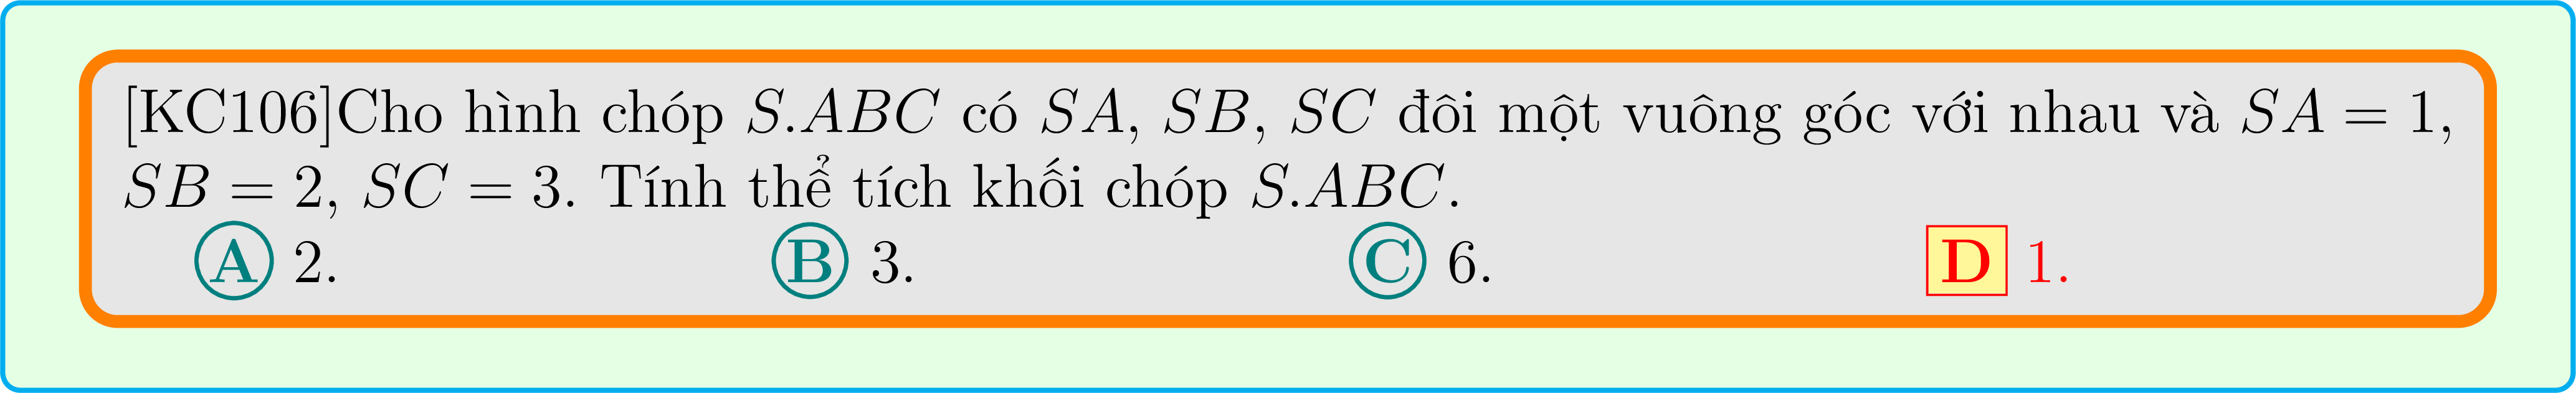 [KC106]Cho hình chóp S.ABC có SA, SB, SC đôi một vuông góc với nhau và SA = 1,
SB = 2, SC = 3. Tính thể tích khối chóp S.ABC.
A 2. B 3. C 6. D 1.